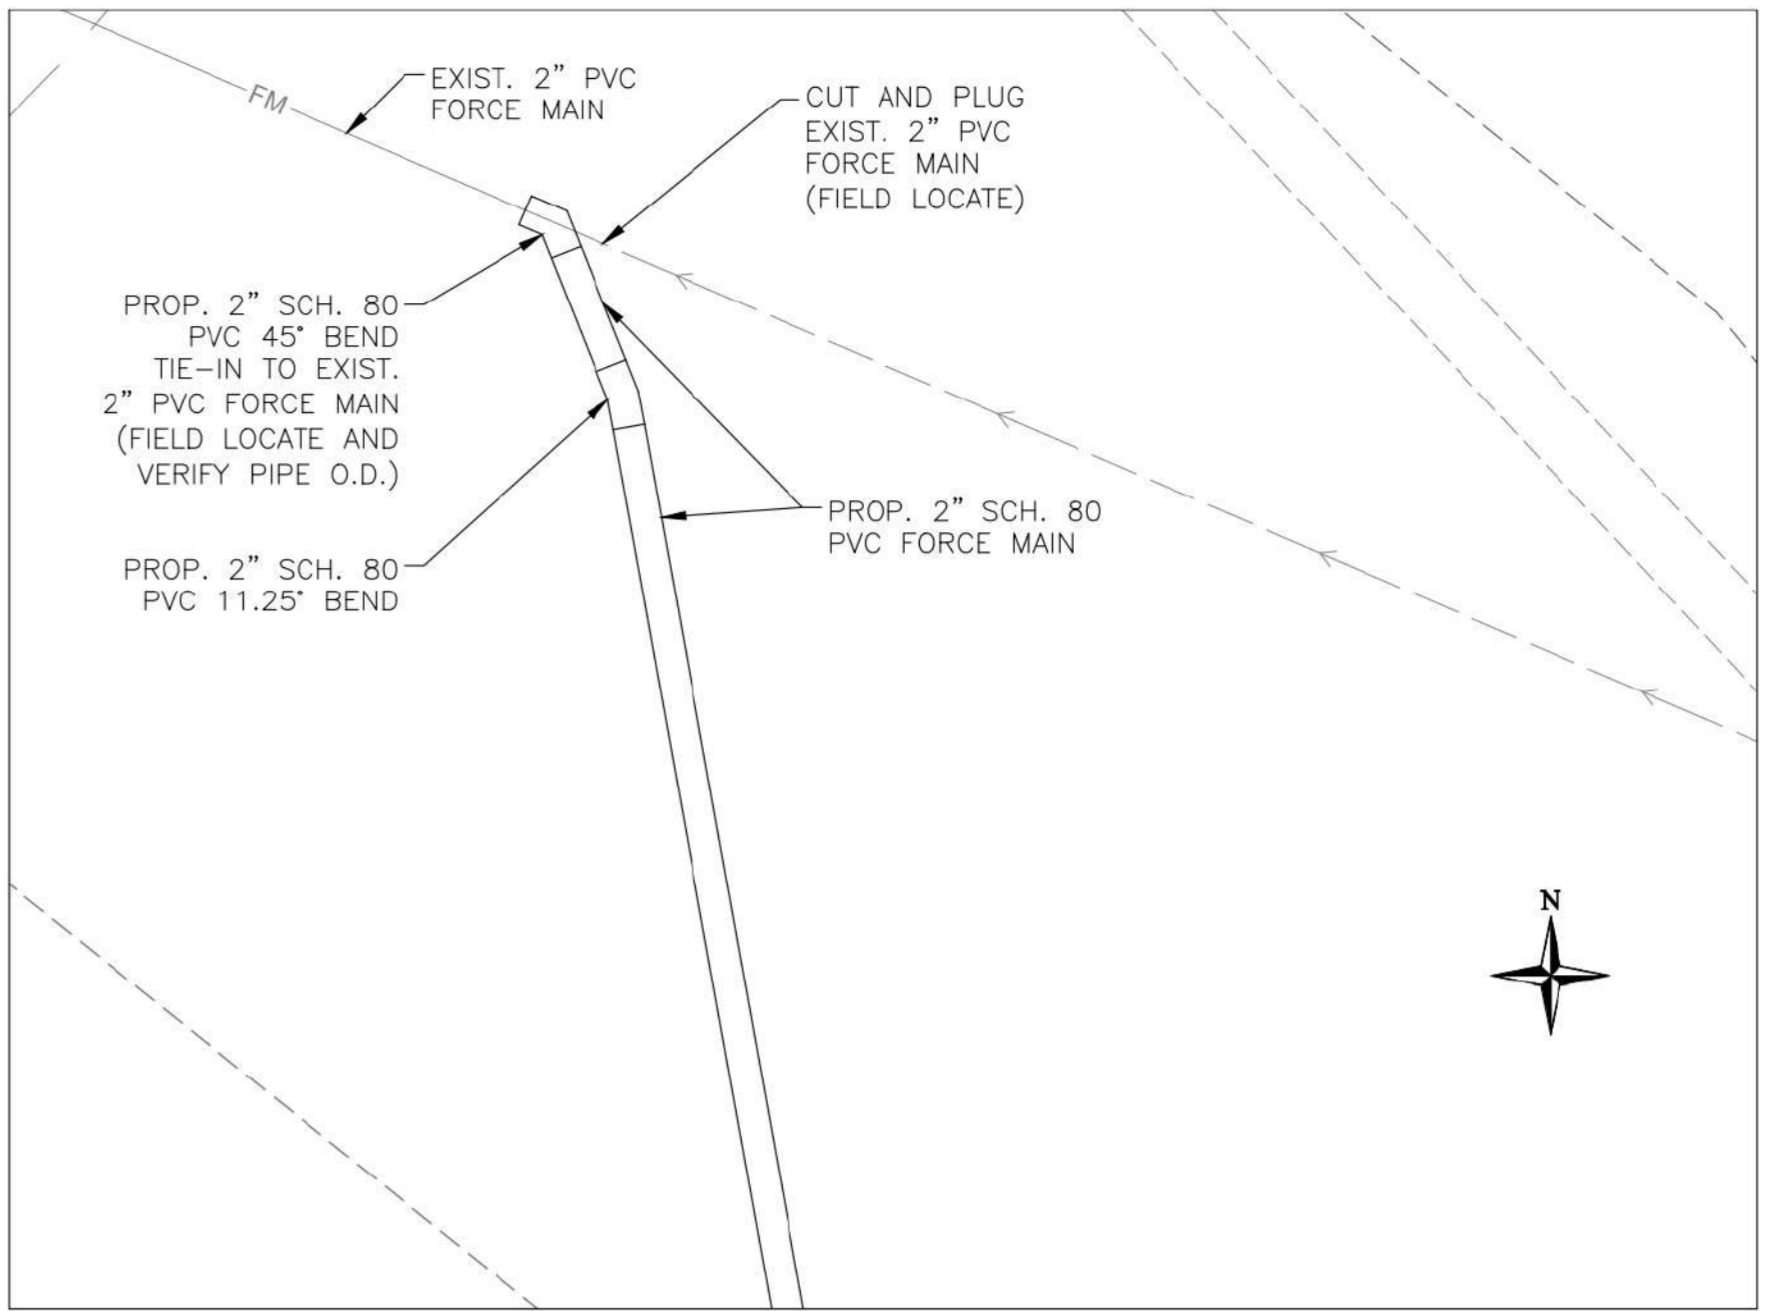 FM
EXIST. 2” PVC
FORCE MAIN
CUT AND PLUG
EXIST. 2” PVC
FORCE MAIN
(FIELD LOCATE)
PROP. 2” SCH. 80
PVC 45° BEND
TIE–IN TO EXIST.
2” PVC FORCE MAIN
(FIELD LOCATE AND
VERIFY PIPE O.D.)
PROP. 2” SCH. 80
PVC FORCE MAIN
PROP. 2” SCH. 80
PVC 11.25° BEND
N